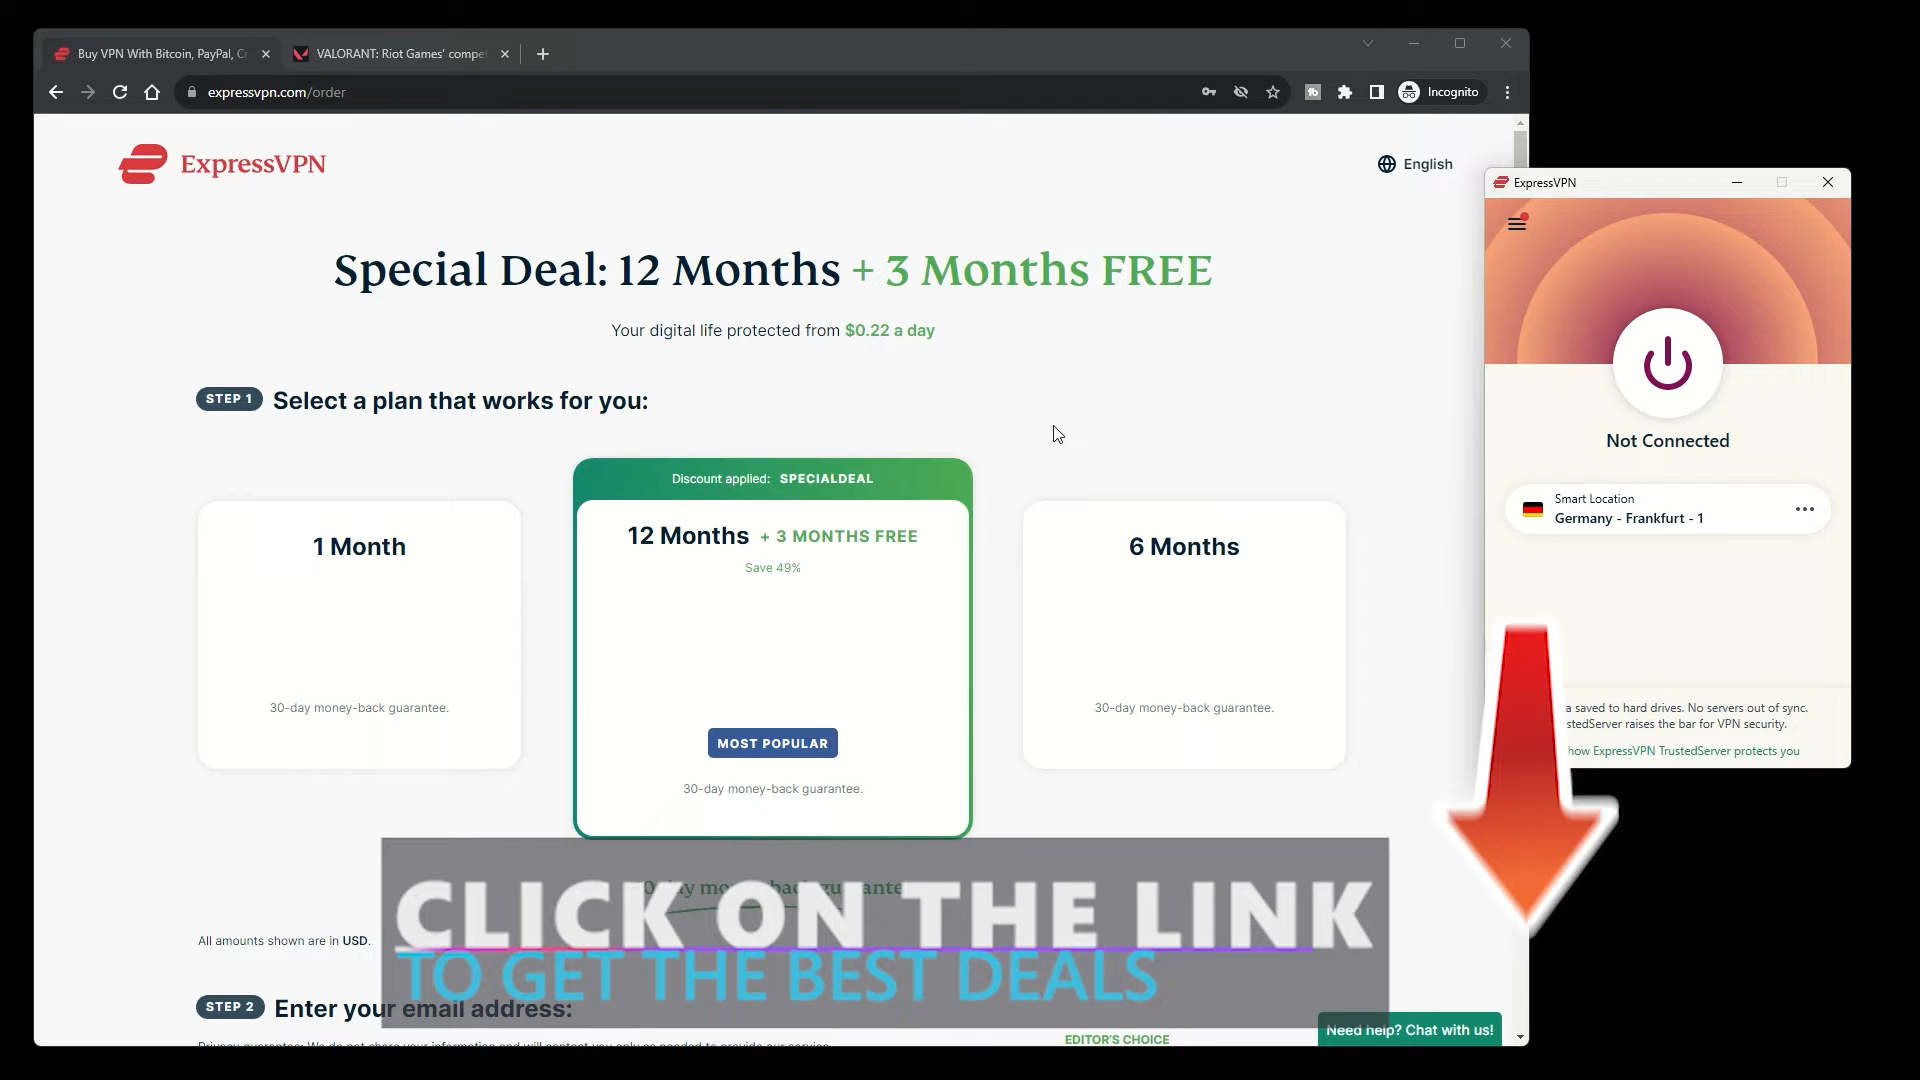 Buy VPN With Bitcoin, PayPal, Cr
VALORANT: Riot Games' compe
expressvpn.com/order
Incognito
ExpressVPN
English
Special Deal: 12 Months + 3 Months FREE
Your digital life protected from $0.22 a day
STEP 1 Select a plan that works for you:
Discount applied: SPECIALDEAL
1 Month
30-day money-back guarantee.
12 Months + 3 MONTHS FREE
Save 49%
MOST POPULAR
30-day money-back guarantee.
6 Months
30-day money-back guarantee.
All amounts shown are in USD.
STEP 2 Enter your email address:
EDITOR'S CHOICE
Need help? Chat with us!
ExpressVPN
Not Connected
Smart Location
Germany - Frankfurt - 1
saved to hard drives. No servers out of sync.
stedServer raises the bar for VPN security.
how ExpressVPN TrustedServer protects you
CLICK ON THE LINK
TO GET THE BEST DEALS